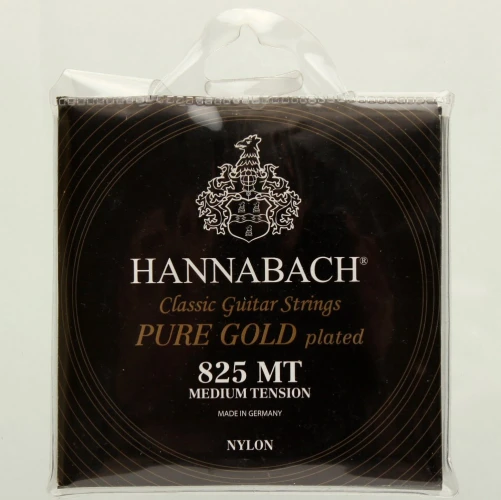 HANNABACH®
Classic Guitar Strings
PURE GOLD plated
825 MT
MEDIUM TENSION
MADE IN GERMANY
NYLON